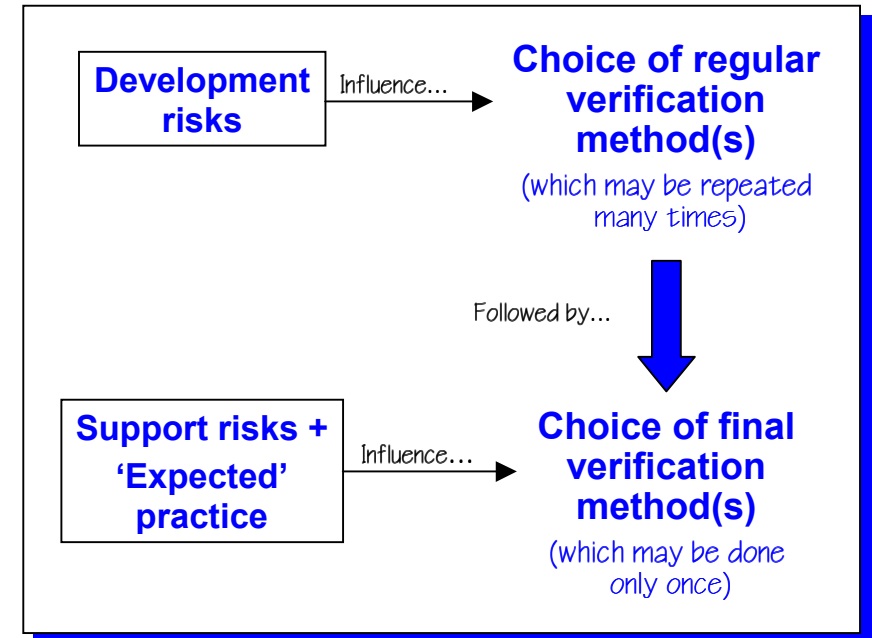 Development
risks
Influence...
Choice of regular
verification
method(s)
(which may be repeated
many times)
Followed by...
Support risks +
‘Expected’
practice
Influence...
Choice of final
verification
method(s)
(which may be done
only once)